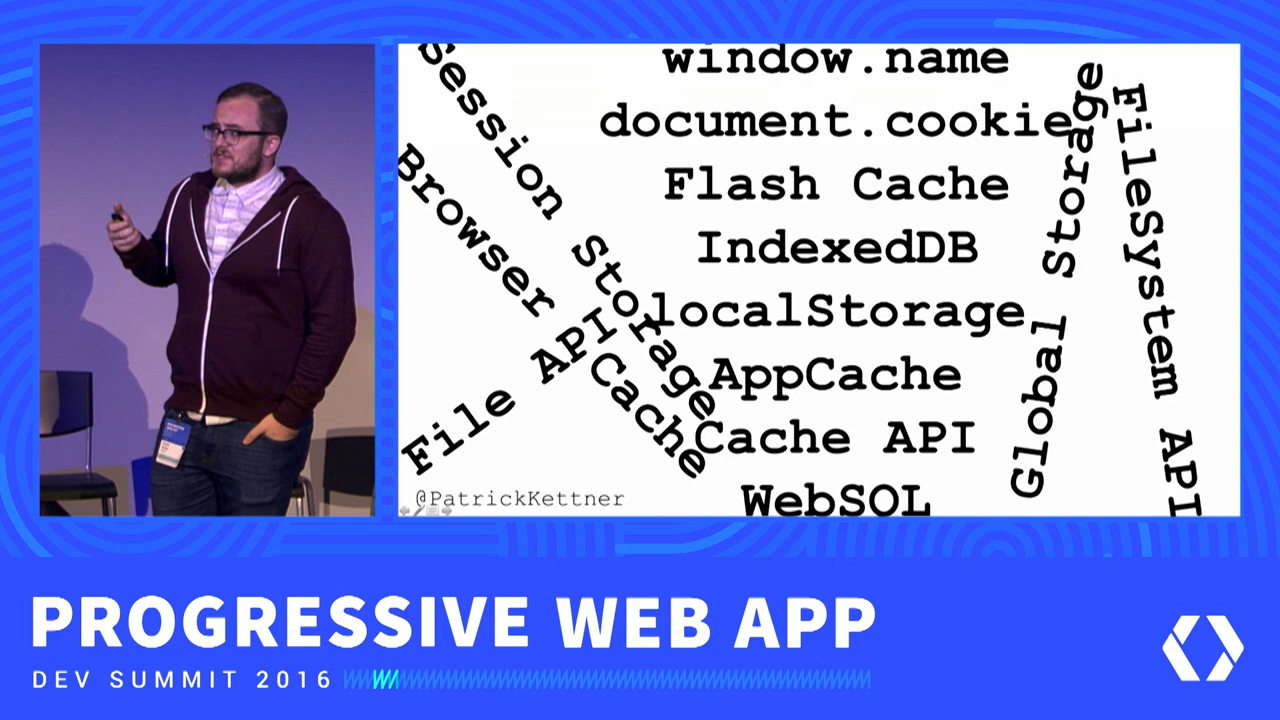 window.name
document.cookie
Flash Cache
IndexedDB
localStorage
AppCache
Cache API
WebSOL
Session Storage
Browser Cache
File API
Global Storage
FileSystem API
@PatrickKettner
PROGRESSIVE WEB APP
DEV SUMMIT 2016